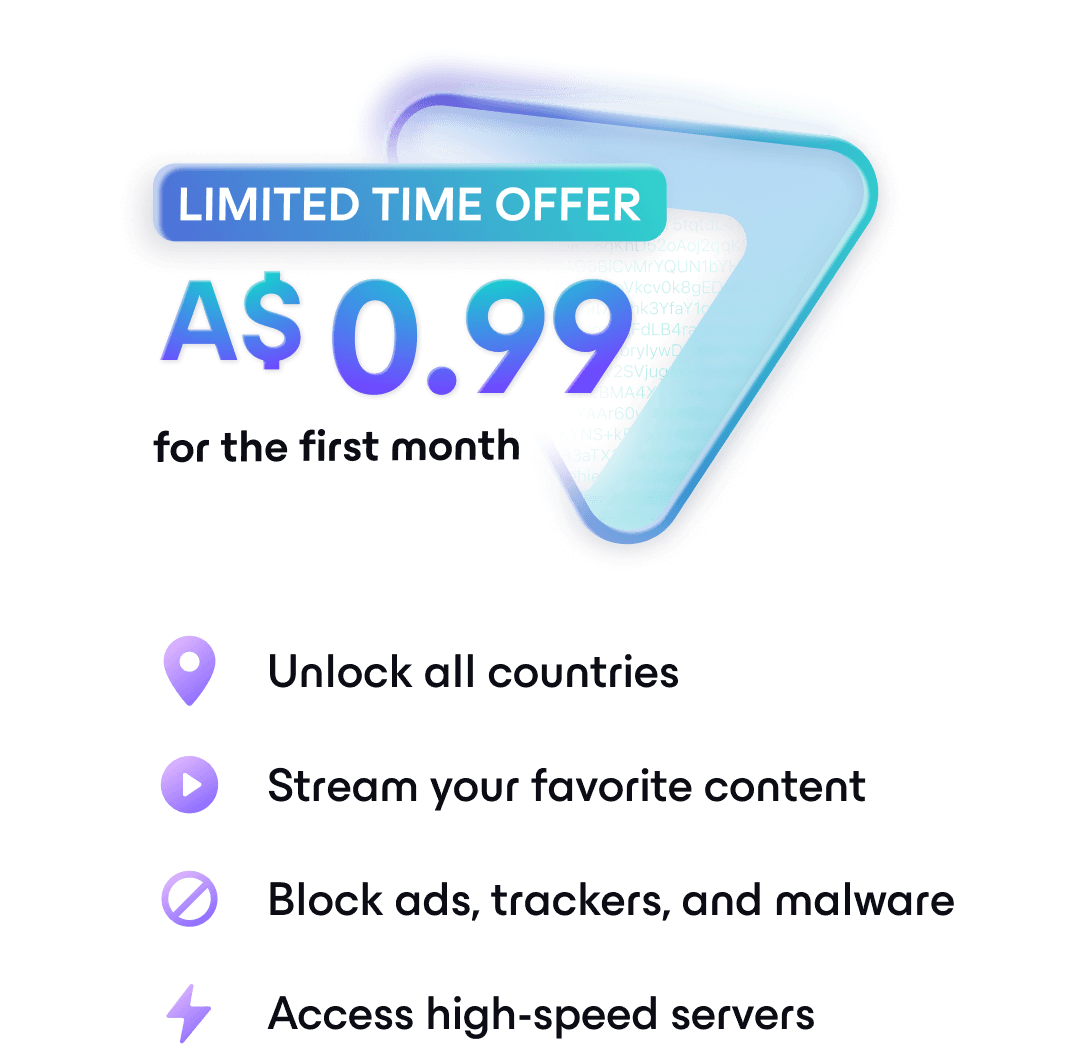 LIMITED TIME OFFER
A$ 0.99
for the first month
Unlock all countries
Stream your favorite content
Block ads, trackers, and malware
Access high-speed servers